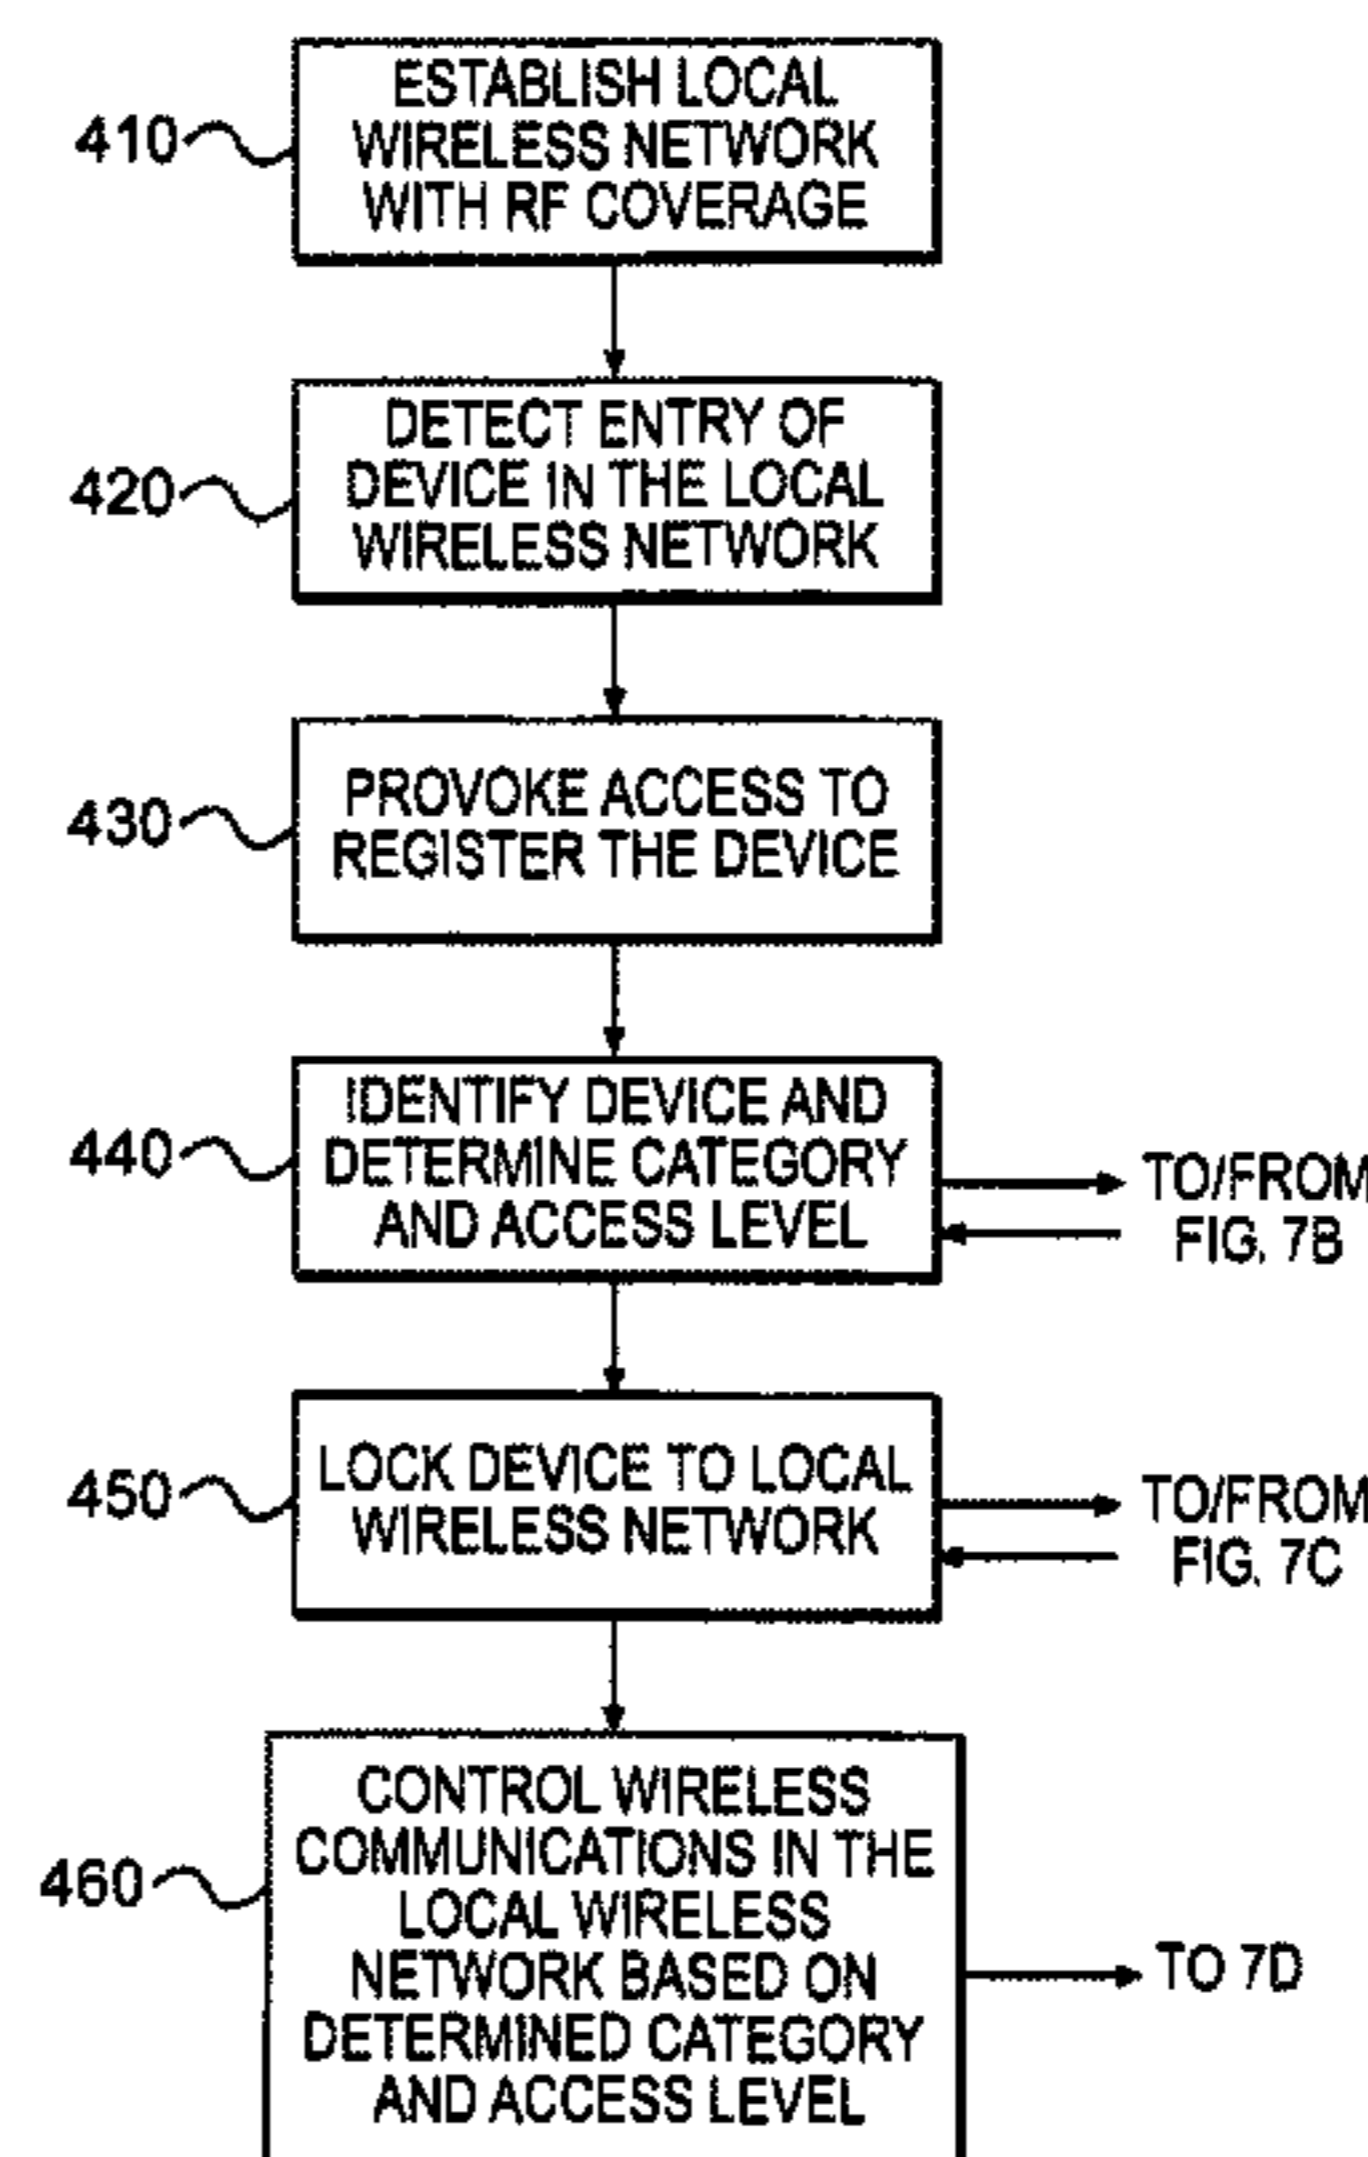 410
ESTABLISH LOCAL
WIRELESS NETWORK
WITH RF COVERAGE
420
DETECT ENTRY OF
DEVICE IN THE LOCAL
WIRELESS NETWORK
430
PROVOKE ACCESS TO
REGISTER THE DEVICE
440
IDENTIFY DEVICE AND
DETERMINE CATEGORY
AND ACCESS LEVEL
TO/FROM
FIG. 7B
450
LOCK DEVICE TO LOCAL
WIRELESS NETWORK
TO/FROM
FIG. 7C
460
CONTROL WIRELESS
COMMUNICATIONS IN THE
LOCAL WIRELESS
NETWORK BASED ON
DETERMINED CATEGORY
AND ACCESS LEVEL
TO 7D